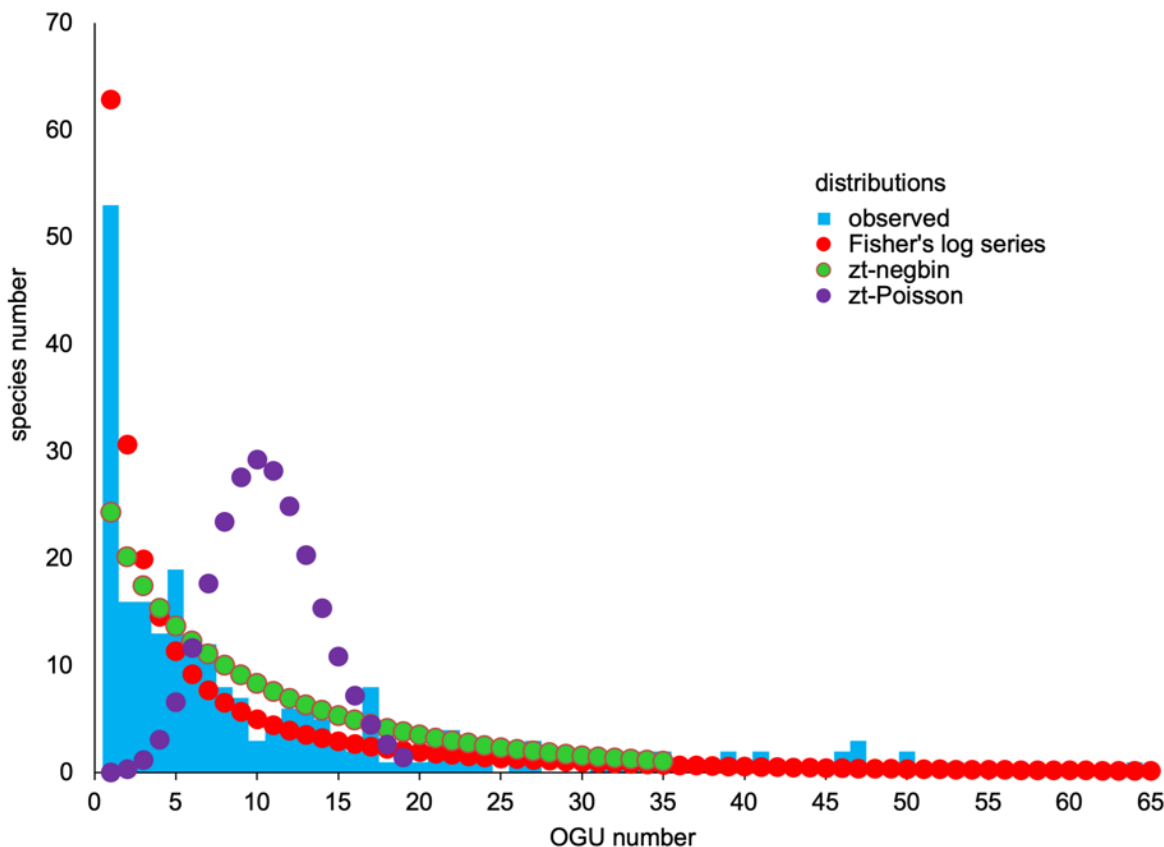 70
60
50
40
30
20
10
0
species number
distributions
observed
Fisher's log series
zt-negbin
zt-Poisson
0 5 10 15 20 25 30 35 40 45 50 55 60 65
OGU number